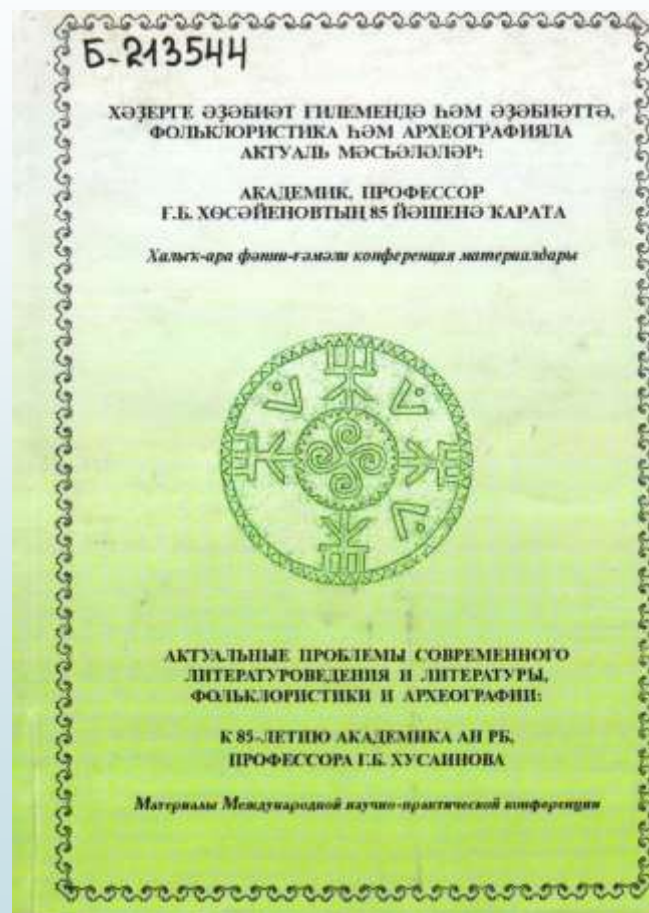 Б-213544
ХӘҘЕРГЕ ӘҘӘБИӘТ ҒИЛЕМЕНДӘ ҺӘМ ӘҘӘБИӘТТӘ,
ФОЛЬКЛОРИСТИКА ҺӘМ АРХЕОГРАФИЯЛА
АКТУАЛЬ МӘСЬӘЛӘЛӘР:
АКАДЕМИК, ПРОФЕССОР
Ғ.Б. ХӨСӘЙЕНОВТЫҢ 85 ЙӘШЕНӘ ҠАРАТА
Халыҡ-ара фәнни-ғәмәли конференция материалдары
АКТУАЛЬНЫЕ ПРОБЛЕМЫ СОВРЕМЕННОГО
ЛИТЕРАТУРОВЕДЕНИЯ И ЛИТЕРАТУРЫ,
ФОЛЬКЛОРИСТИКИ И АРХЕОГРАФИИ:
К 85-ЛЕТИЮ АКАДЕМИКА АН РБ,
ПРОФЕССОРА Г.Б. ХУСАИНОВА
Материалы Международной научно-практической конференции